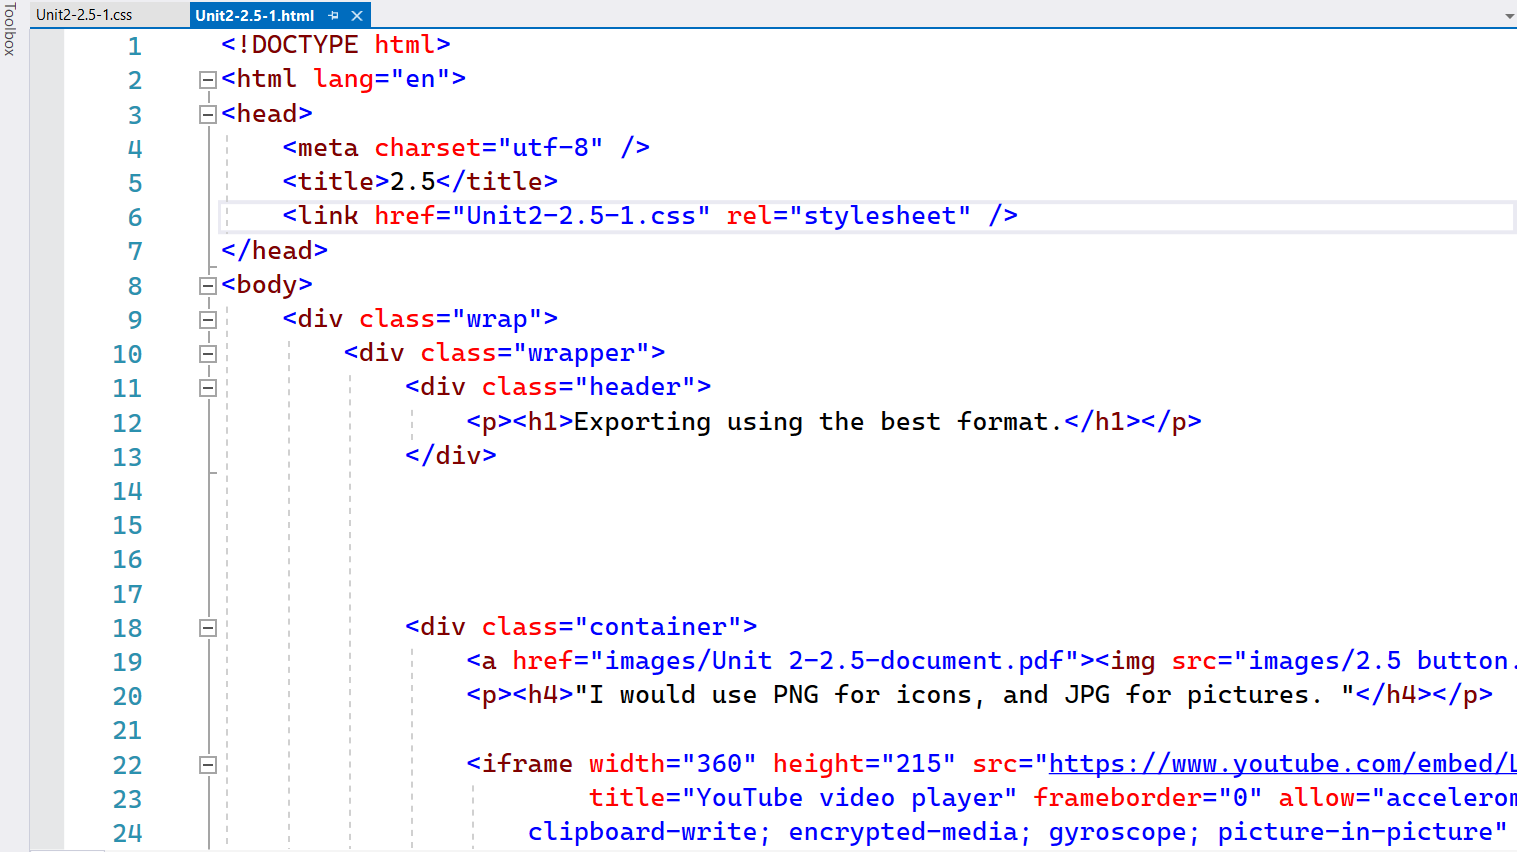 Toolbox
Unit2-2.5-1.css Unit2-2.5-1.html
1 <!DOCTYPE html>
2 <html lang="en">
3 <head>
4 <meta charset="utf-8" />
5 <title>2.5</title>
6 <link href="Unit2-2.5-1.css" rel="stylesheet" />
7 </head>
8 <body>
9 <div class="wrap">
10 <div class="wrapper">
11 <div class="header">
12 <p><h1>Exporting using the best format.</h1></p>
13 </div>
14
15
16
17
18 <div class="container">
19 <a href="images/Unit 2-2.5-document.pdf"><img src="images/2.5 button.
20 <p><h4>"I would use PNG for icons, and JPG for pictures. "</h4></p>
21
22 <iframe width="360" height="215" src="https://www.youtube.com/embed/L
23 title="YouTube video player" frameborder="0" allow="accelerom
24 clipboard-write; encrypted-media; gyroscope; picture-in-picture"